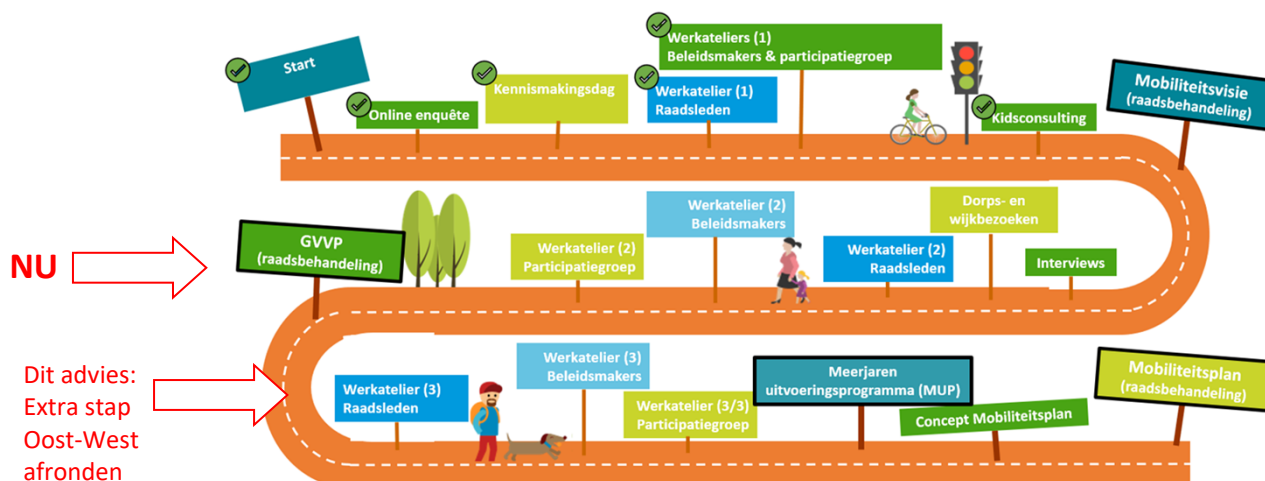 Start
Online enquête
Kennismakingsdag
Werkateliers (1)
Beleidsmakers & participatiegroep
Werkatelier (1)
Raadsleden
Kidsconsulting
Mobiliteitsvisie
(raadsbehandeling)
NU
GVVP
(raadsbehandeling)
Werkatelier (2)
Participatiegroep
Werkatelier (2)
Beleidsmakers
Werkatelier (2)
Raadsleden
Dorps- en
wijkbezoeken
Interviews
Dit advies:
Extra stap
Oost-West
afronden
Werkatelier (3)
Raadsleden
Werkatelier (3)
Beleidsmakers
Werkatelier (3/3)
Participatiegroep
Meerjaren
uitvoeringsprogramma (MUP)
Concept Mobiliteitsplan
Mobiliteitsplan
(raadsbehandeling)